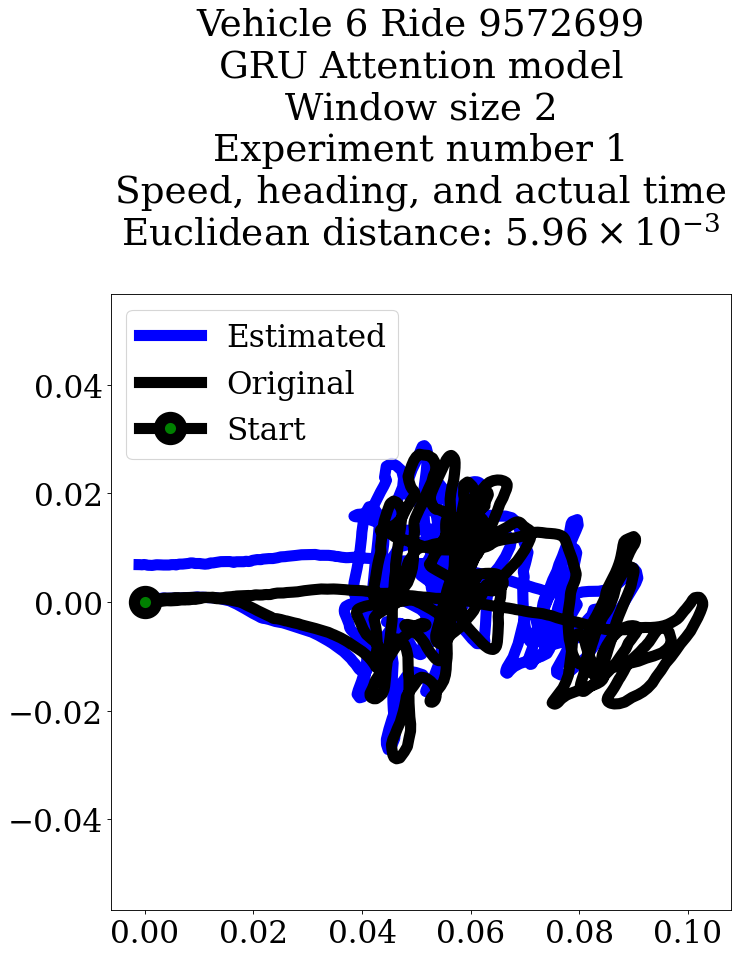 Vehicle 6 Ride 9572699
GRU Attention model
Window size 2
Experiment number 1
Speed, heading, and actual time
Euclidean distance: 5.96 × 10⁻³
Estimated
Original
Start
0.04
0.02
0.00
−0.02
−0.04
0.00 0.02 0.04 0.06 0.08 0.10